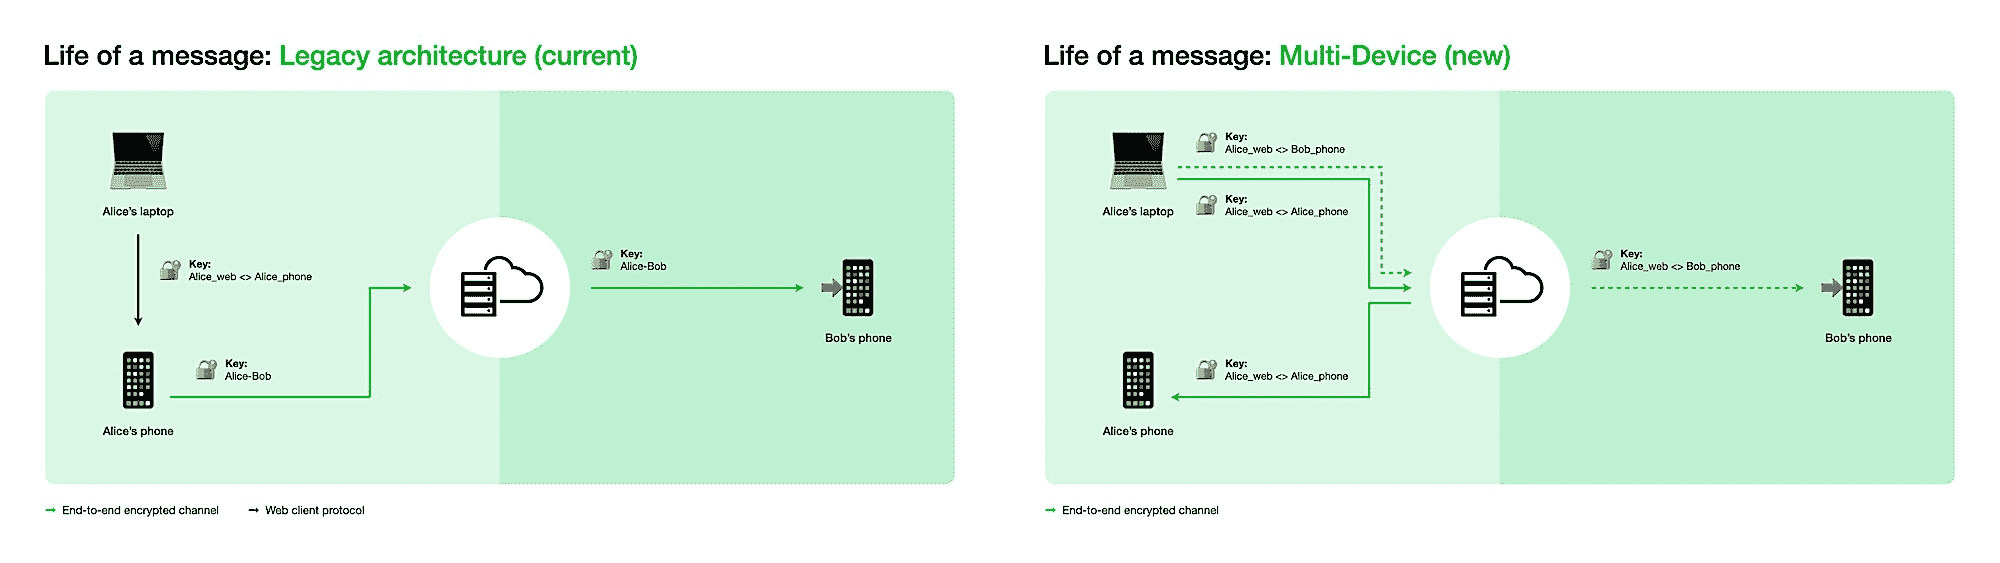 Life of a message: Legacy architecture (current)
Alice's laptop
Key:
Alice_web <> Alice_phone
Key:
Alice-Bob
Alice's phone
Key:
Alice-Bob
Bob's phone
End-to-end encrypted channel
Web client protocol
Life of a message: Multi-Device (new)
Key:
Alice_web <> Bob_phone
Alice's laptop
Key:
Alice_web <> Alice_phone
Key:
Alice_web <> Bob_phone
Bob's phone
Key:
Alice_web <> Alice_phone
Alice's phone
End-to-end encrypted channel